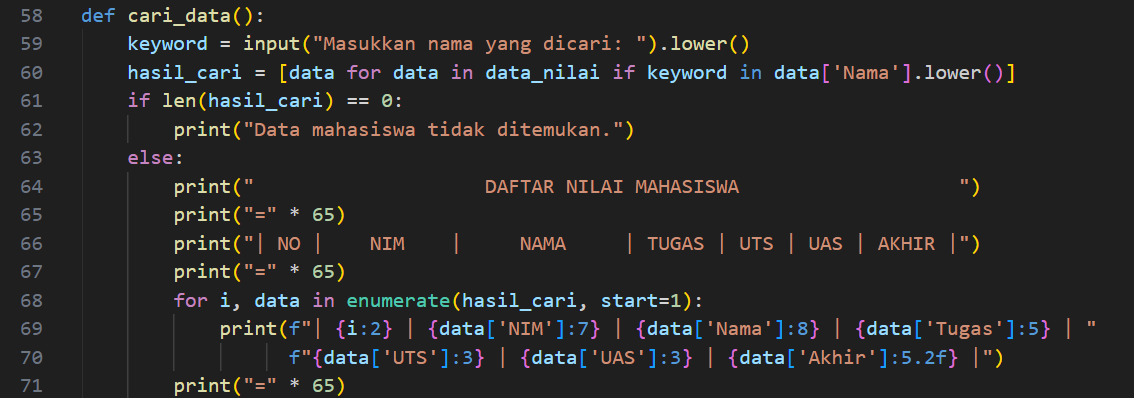 58 def cari_data():
59     keyword = input("Masukkan nama yang dicari: ").lower()
60     hasil_cari = [data for data in data_nilai if keyword in data['Nama'].lower()]
61     if len(hasil_cari) == 0:
62         print("Data mahasiswa tidak ditemukan.")
63     else:
64         print("                    DAFTAR NILAI MAHASISWA                   ")
65         print("=" * 65)
66         print("| NO |    NIM    |     NAMA     | TUGAS | UTS | UAS | AKHIR |")
67         print("=" * 65)
68         for i, data in enumerate(hasil_cari, start=1):
69             print(f"| {i:2} | {data['NIM']:7} | {data['Nama']:8} | {data['Tugas']:5} | "
70                   f"{data['UTS']:3} | {data['UAS']:3} | {data['Akhir']:5.2f} |")
71         print("=" * 65)